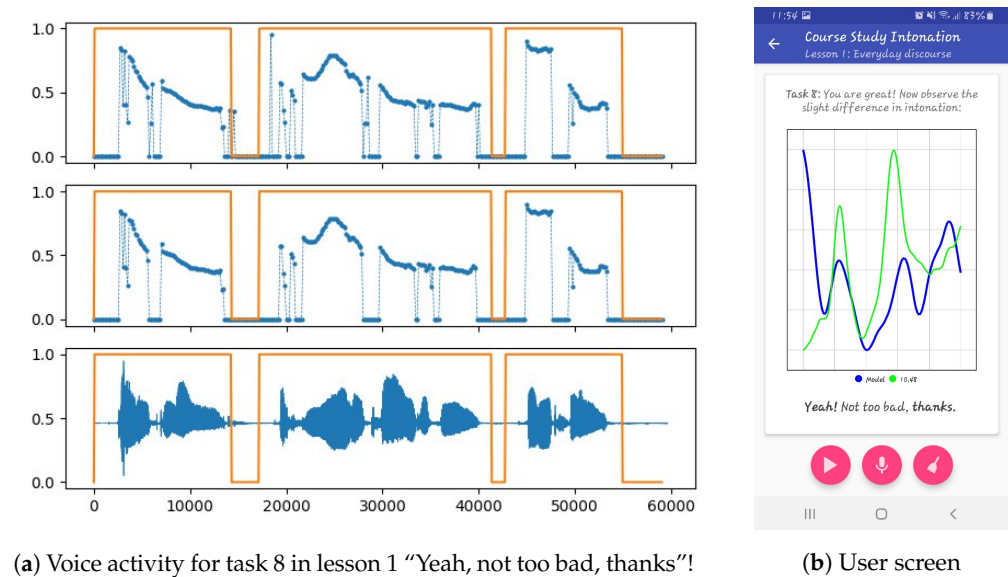 1.0
0.5
0.0
1.0
0.5
0.0
1.0
0.5
0.0
0 10000 20000 30000 40000 50000 60000
(a) Voice activity for task 8 in lesson 1 “Yeah, not too bad, thanks”!
11:54 83%
Course Study Intonation
Lesson 1: Everyday discourse
Task 8: You are great! Now observe the
slight difference in intonation:
Model 10.48
Yeah! Not too bad, thanks.
(b) User screen